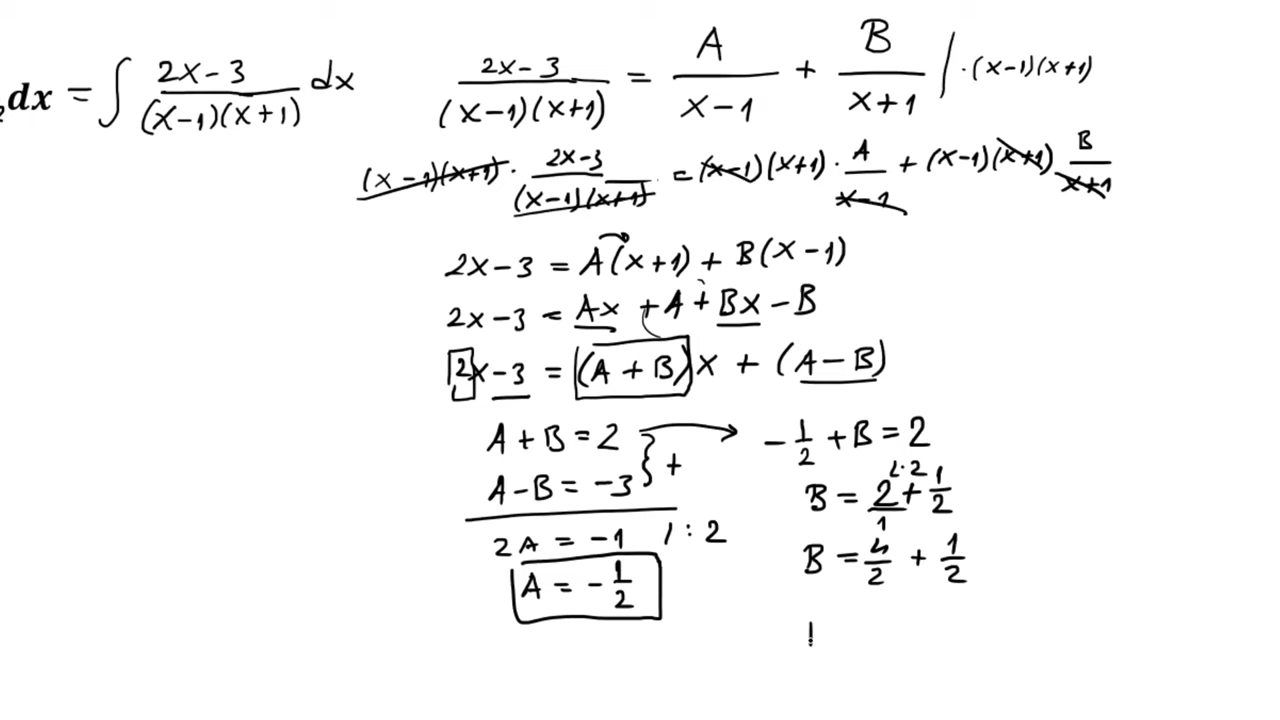 dx = ∫ (2x-3)/((x-1)(x+1)) dx
(2x-3)/((x-1)(x+1)) = A/(x-1) + B/(x+1) /·(x-1)(x+1)
(x-1)(x+1) · (2x-3)/((x-1)(x+1)) = (x-1)(x+1) · A/(x-1) + (x-1)(x+1) B/(x+1)
2x-3 = A(x+1) + B(x-1)
2x-3 = Ax + A + Bx - B
2x-3 = (A+B)x + (A-B)
A+B = 2
A-B = -3 } +
2A = -1 /:2
A = -1/2
-1/2 + B = 2
B = 2/1 + 1/2
B = 4/2 + 1/2